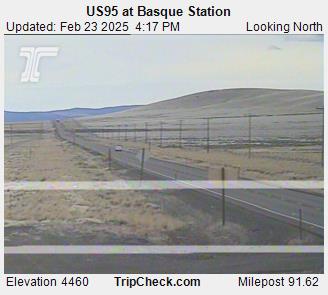 US95 at Basque Station
Updated: Feb 23 2025 4:17 PM Looking North
Elevation 4460 TripCheck.com Milepost 91.62